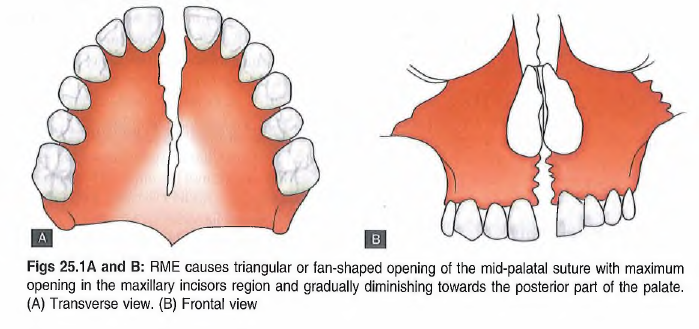 A
B
Figs 25.1A and B: RME causes triangular or fan-shaped opening of the mid-palatal suture with maximum
opening in the maxillary incisors region and gradually diminishing towards the posterior part of the palate.
(A) Transverse view. (B) Frontal view